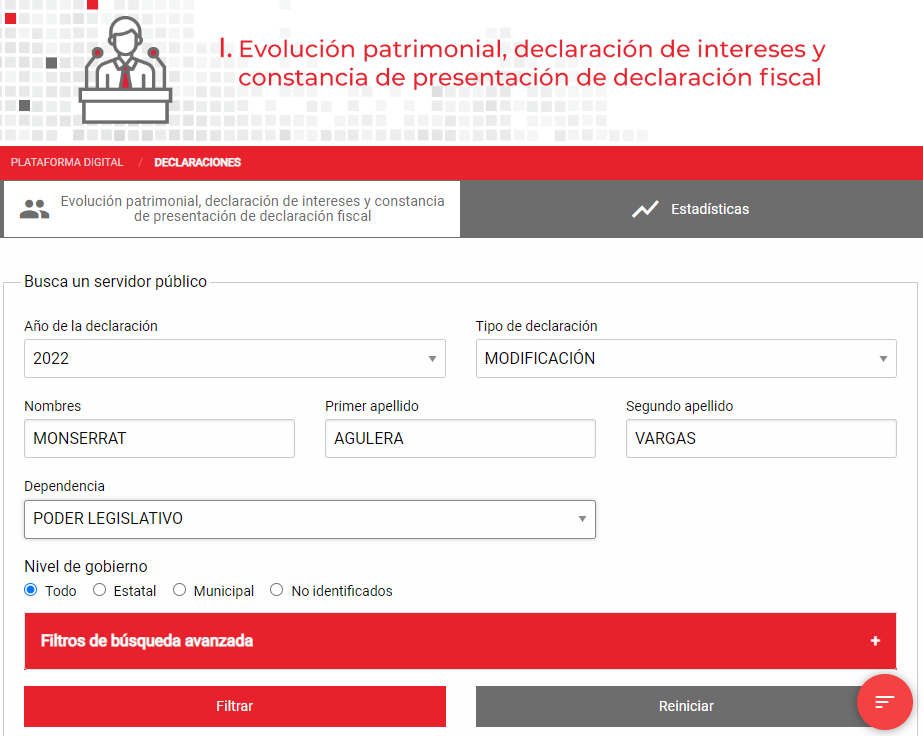 I. Evolución patrimonial, declaración de intereses y
constancia de presentación de declaración fiscal
PLATAFORMA DIGITAL / DECLARACIONES
Evolución patrimonial, declaración de intereses y constancia
de presentación de declaración fiscal
Estadísticas
Busca un servidor público
Año de la declaración
Tipo de declaración
2022
MODIFICACIÓN
Nombres
Primer apellido
Segundo apellido
MONSERRAT
AGULERA
VARGAS
Dependencia
PODER LEGISLATIVO
Nivel de gobierno
Todo Estatal Municipal No identificados
Filtros de búsqueda avanzada +
Filtrar
Reiniciar